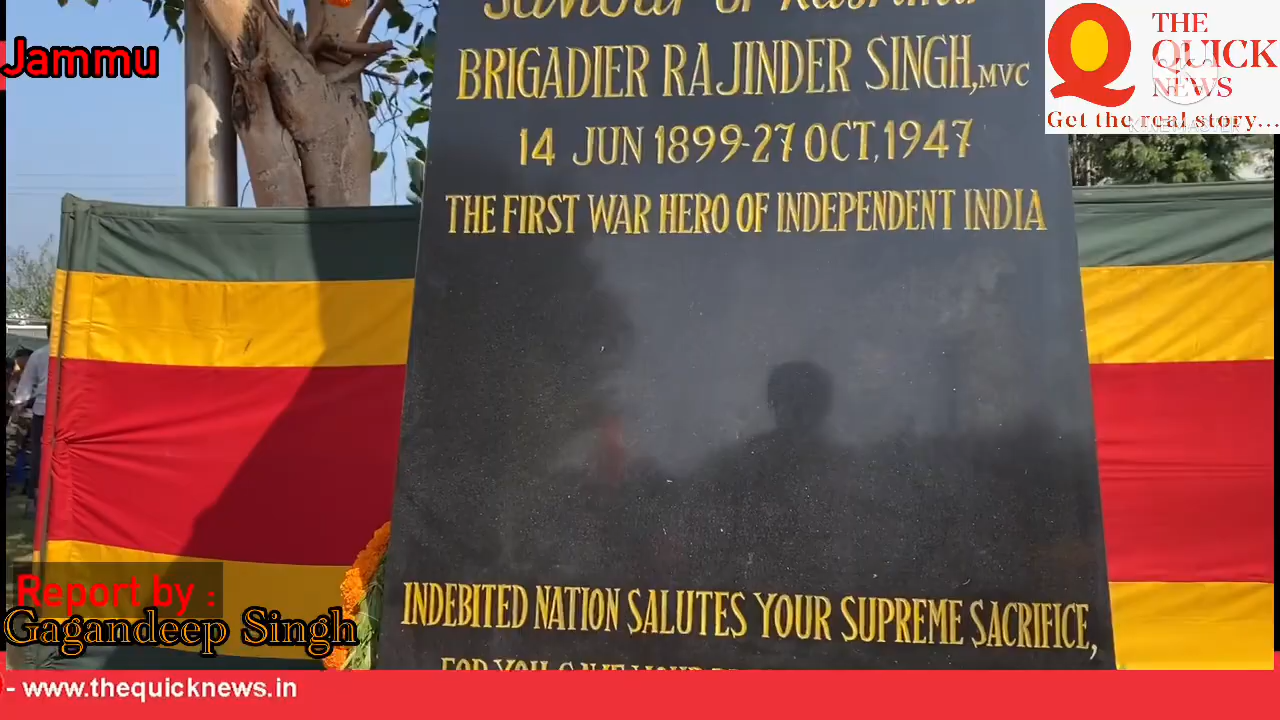 Jammu
THE
QUICK
NEWS
Get the real story...
KINEMASTER
BRIGADIER RAJINDER SINGH, MVC
14 JUN 1899-27 OCT, 1947
THE FIRST WAR HERO OF INDEPENDENT INDIA
INDEBITED NATION SALUTES YOUR SUPREME SACRIFICE,
Report by :
Gagandeep Singh
- www.thequicknews.in